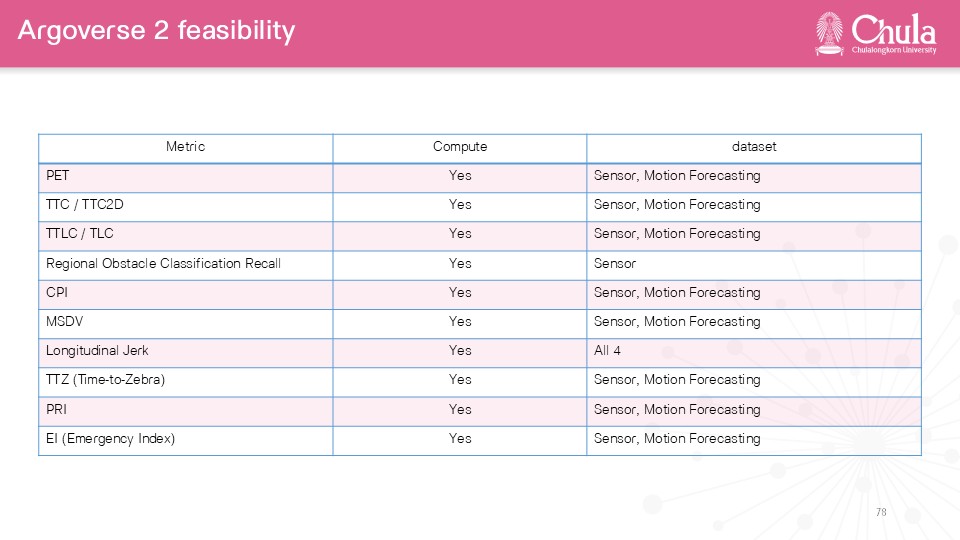 Argoverse 2 feasibility
Chula
Chulalongkorn University
Metric Compute dataset
PET Yes Sensor, Motion Forecasting
TTC / TTC2D Yes Sensor, Motion Forecasting
TTLC / TLC Yes Sensor, Motion Forecasting
Regional Obstacle Classification Recall Yes Sensor
CPI Yes Sensor, Motion Forecasting
MSDV Yes Sensor, Motion Forecasting
Longitudinal Jerk Yes All 4
TTZ (Time-to-Zebra) Yes Sensor, Motion Forecasting
PRI Yes Sensor, Motion Forecasting
EI (Emergency Index) Yes Sensor, Motion Forecasting
78